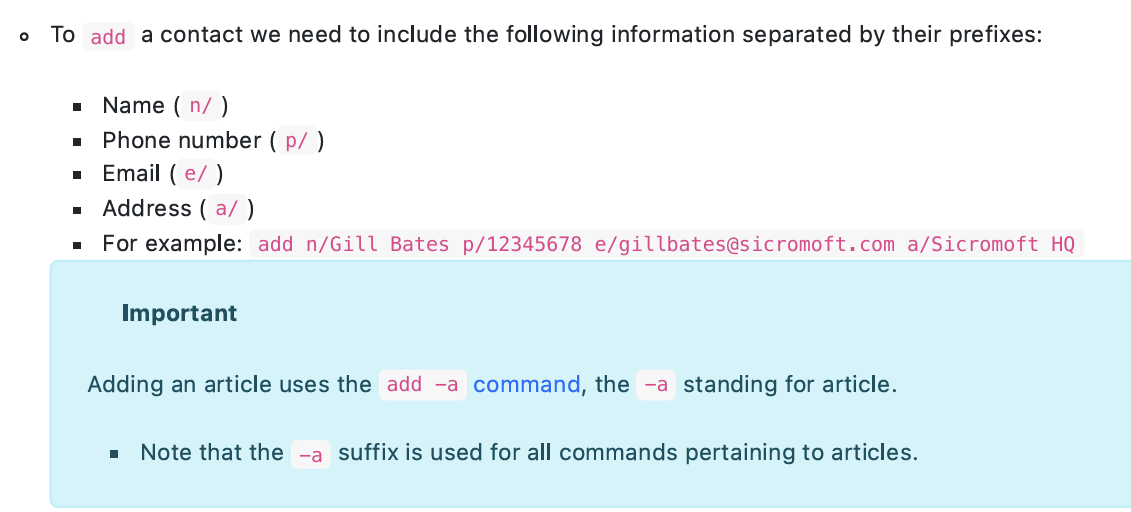 To add a contact we need to include the following information separated by their prefixes:
Name ( n/ )
Phone number ( p/ )
Email ( e/ )
Address ( a/ )
For example: add n/Gill Bates p/12345678 e/gillbates@sicromoft.com a/Sicromoft HQ
Important
Adding an article uses the add -a command, the -a standing for article.
Note that the -a suffix is used for all commands pertaining to articles.